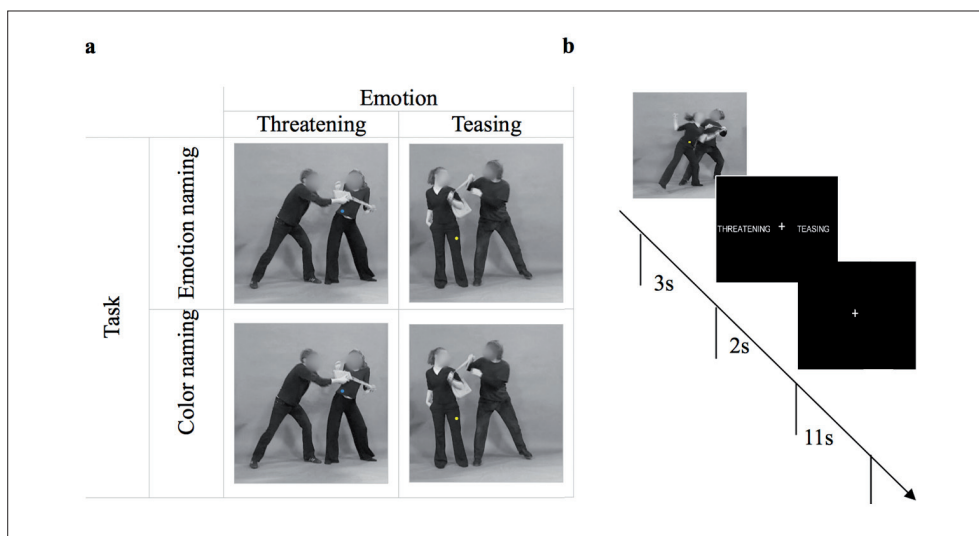 a
b
Emotion
Threatening
Teasing
Task
Emotion naming
Color naming
THREATENING + TEASING
+
3s
2s
11s